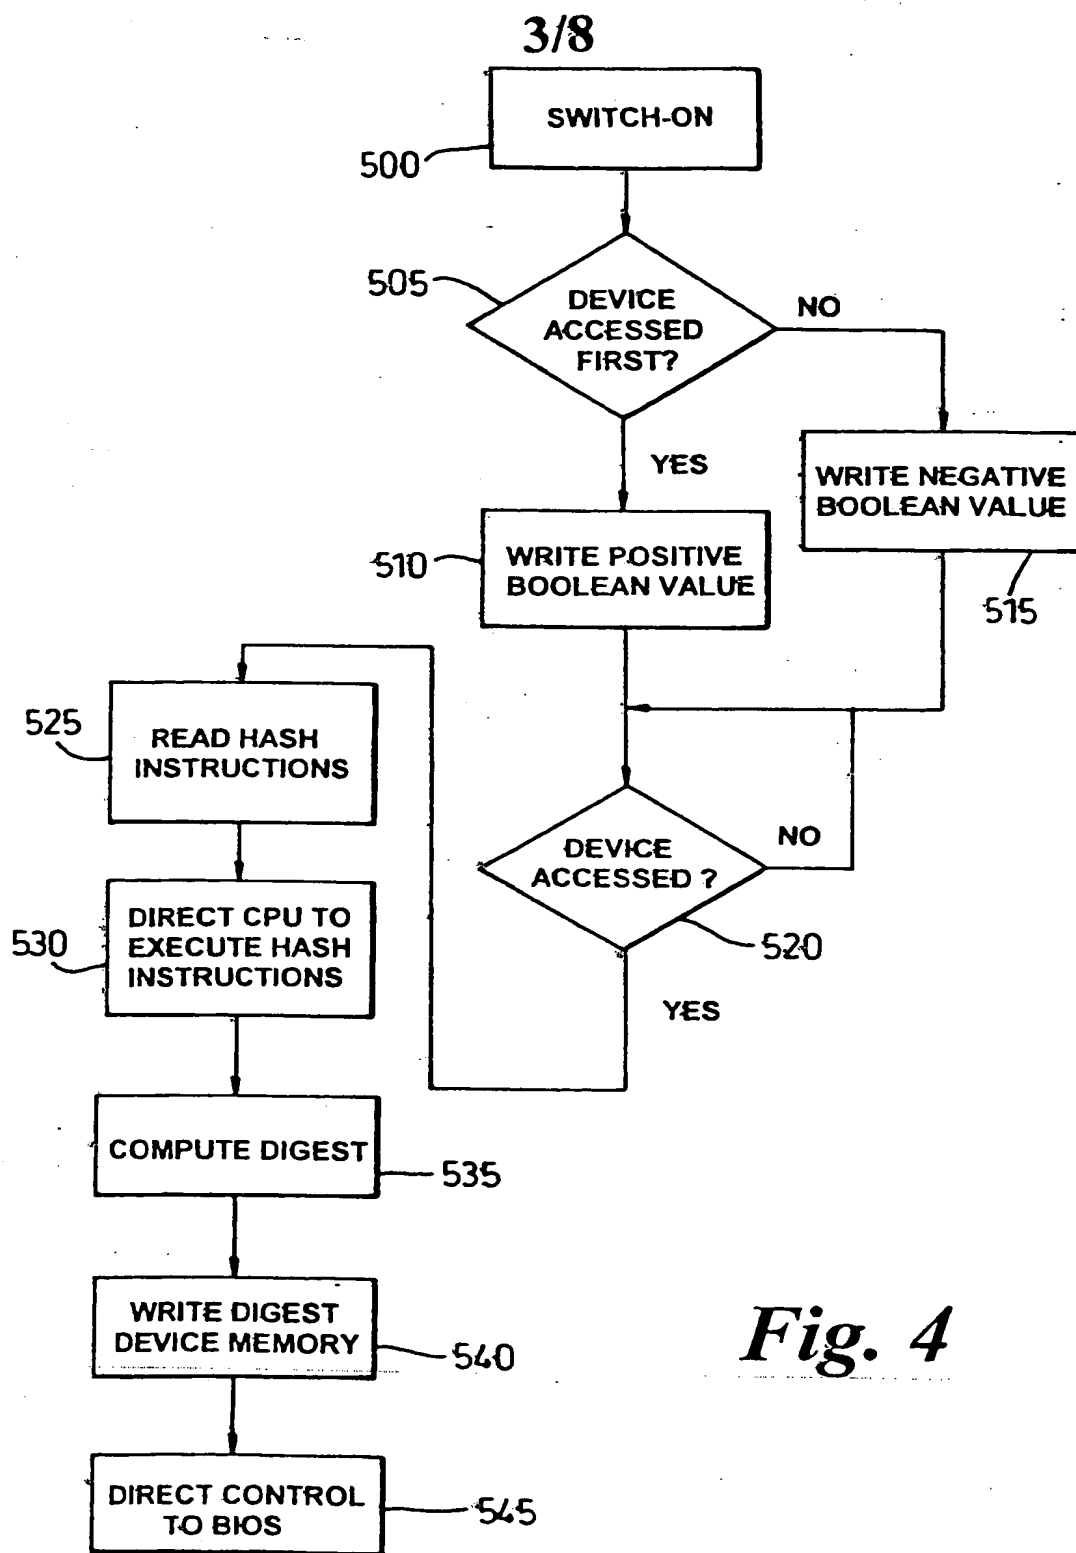 3/8
SWITCH-ON
500
505
DEVICE
ACCESSED
FIRST?
NO
YES
WRITE NEGATIVE
BOOLEAN VALUE
515
510
WRITE POSITIVE
BOOLEAN VALUE
525
READ HASH
INSTRUCTIONS
DEVICE
ACCESSED ?
NO
520
YES
530
DIRECT CPU TO
EXECUTE HASH
INSTRUCTIONS
COMPUTE DIGEST
535
WRITE DIGEST
DEVICE MEMORY
540
DIRECT CONTROL
TO BIOS
545
Fig. 4